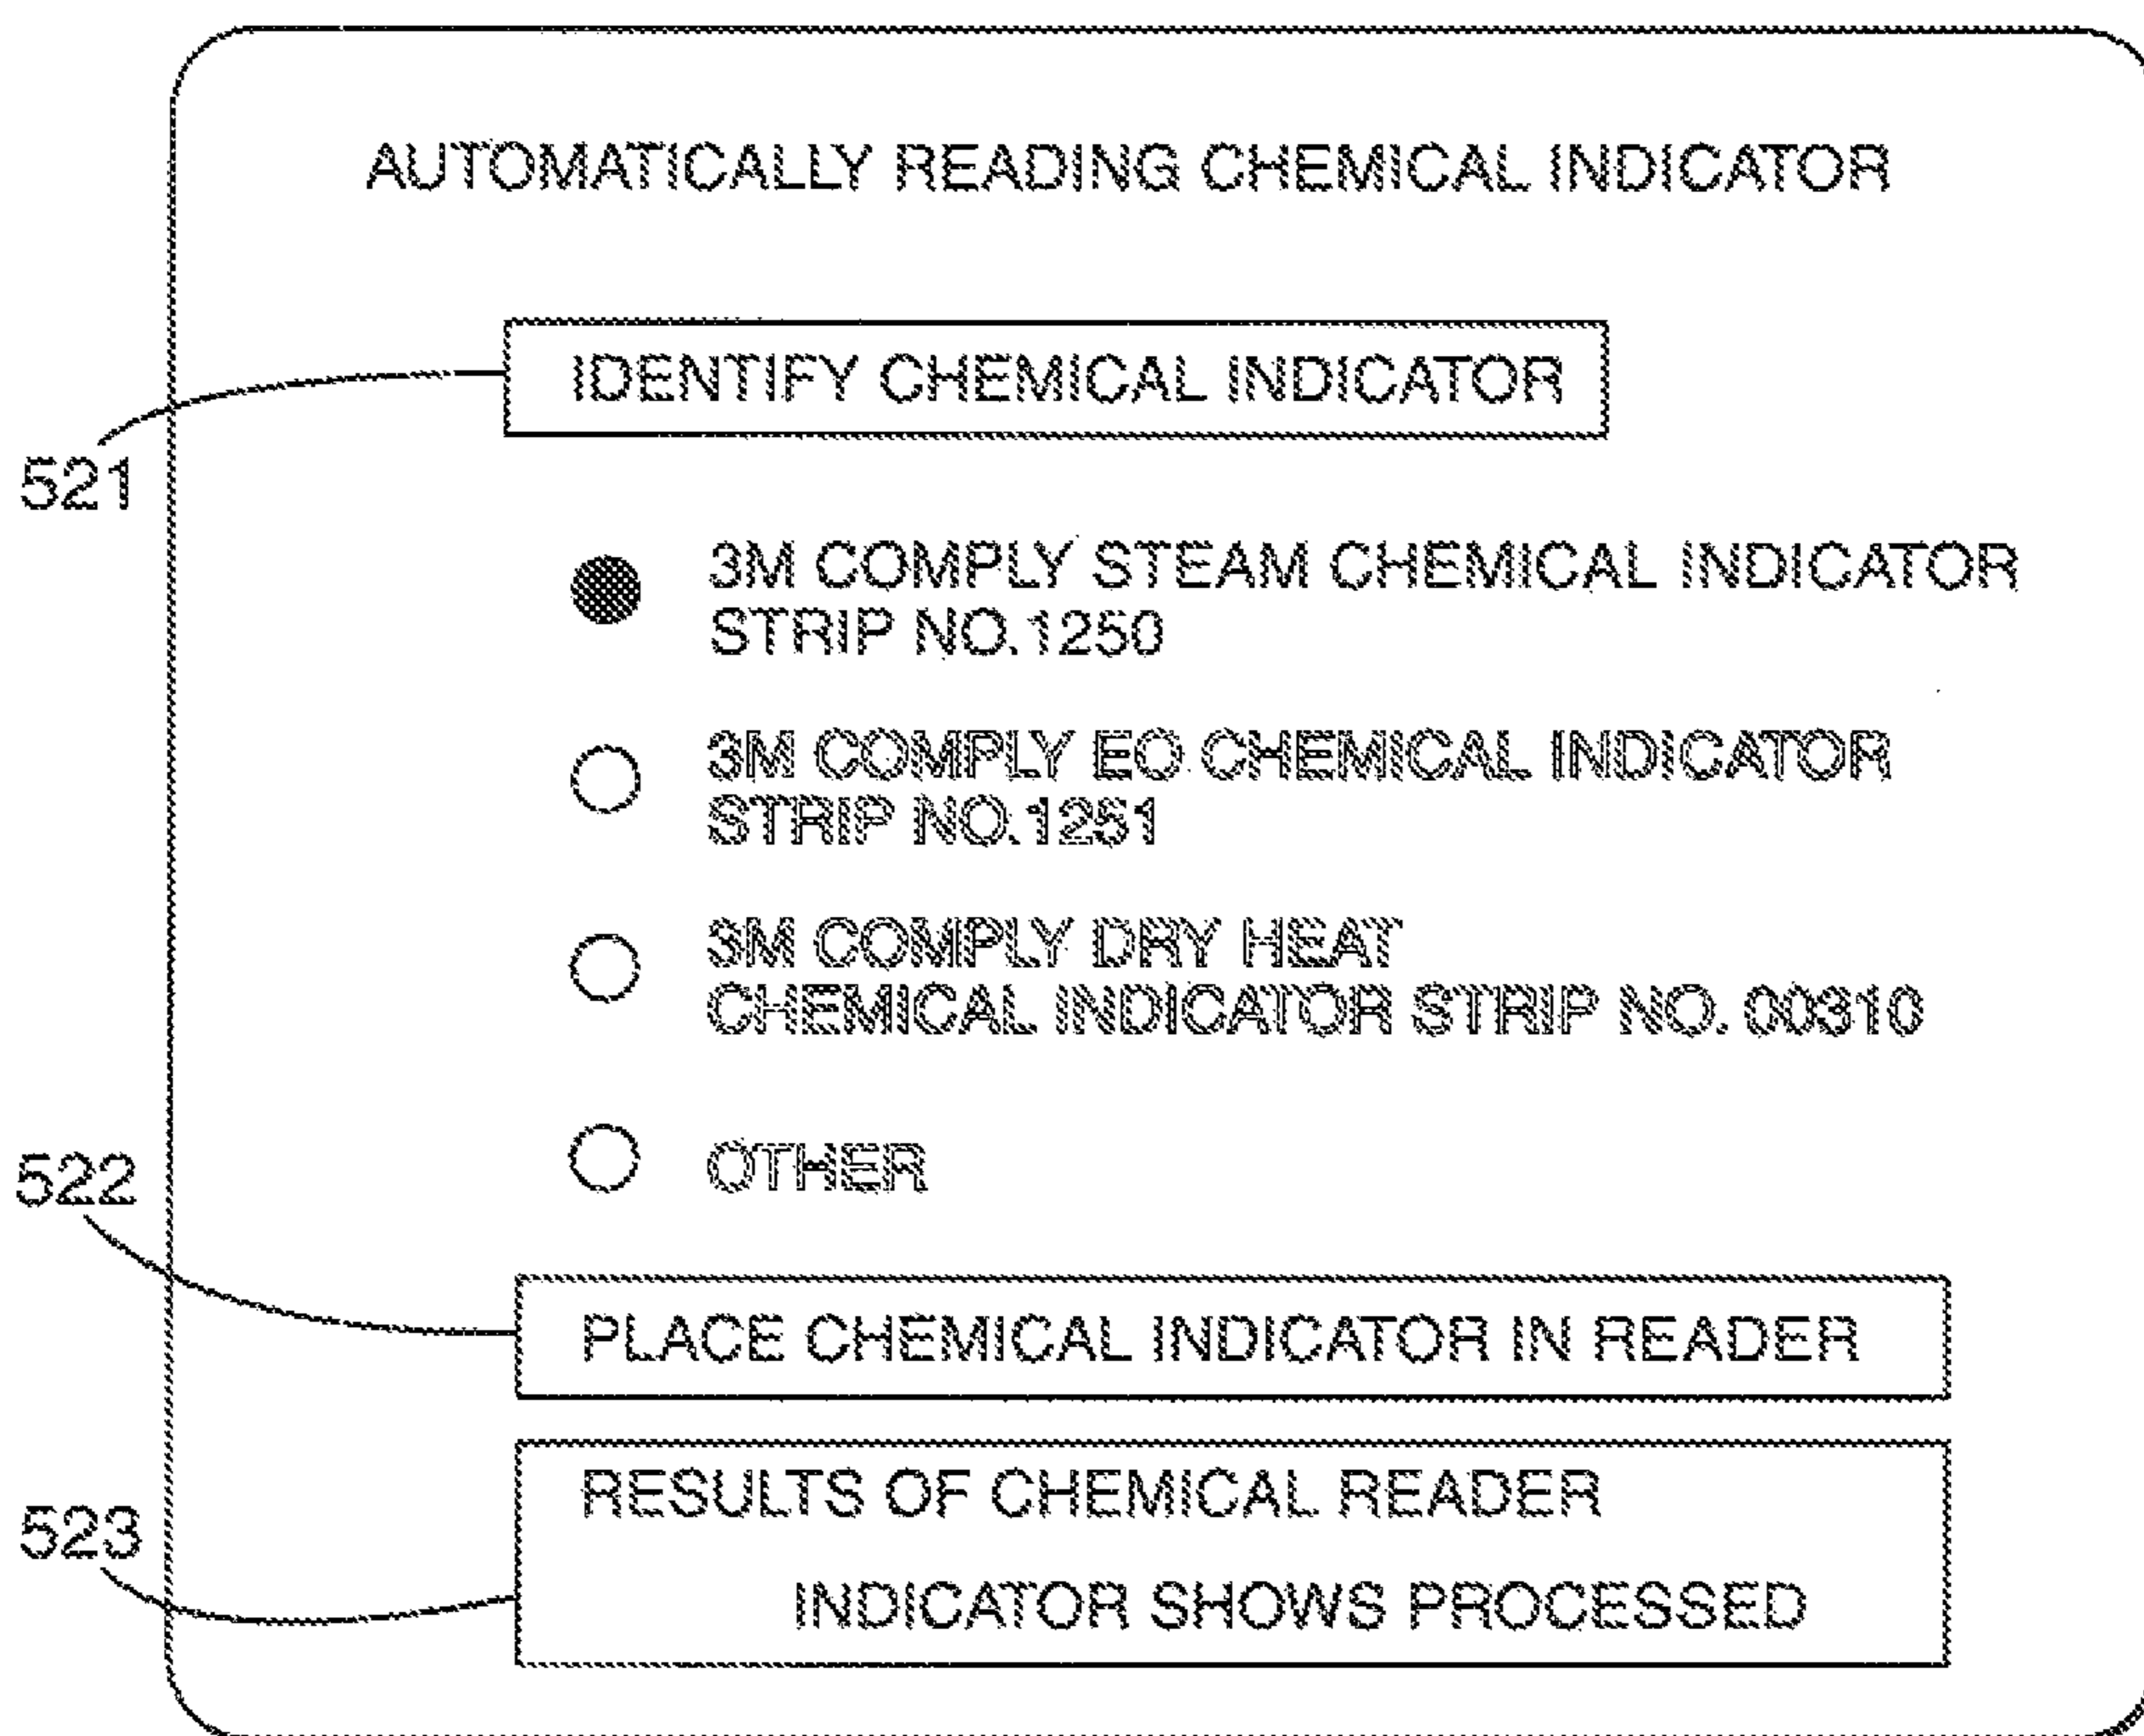 AUTOMATICALLY READING CHEMICAL INDICATOR
IDENTIFY CHEMICAL INDICATOR
521
3M COMPLY STEAM CHEMICAL INDICATOR
STRIP NO.1250
3M COMPLY EO CHEMICAL INDICATOR
STRIP NO.1251
3M COMPLY DRY HEAT
CHEMICAL INDICATOR STRIP NO. 00310
OTHER
522
PLACE CHEMICAL INDICATOR IN READER
RESULTS OF CHEMICAL READER
523
INDICATOR SHOWS PROCESSED